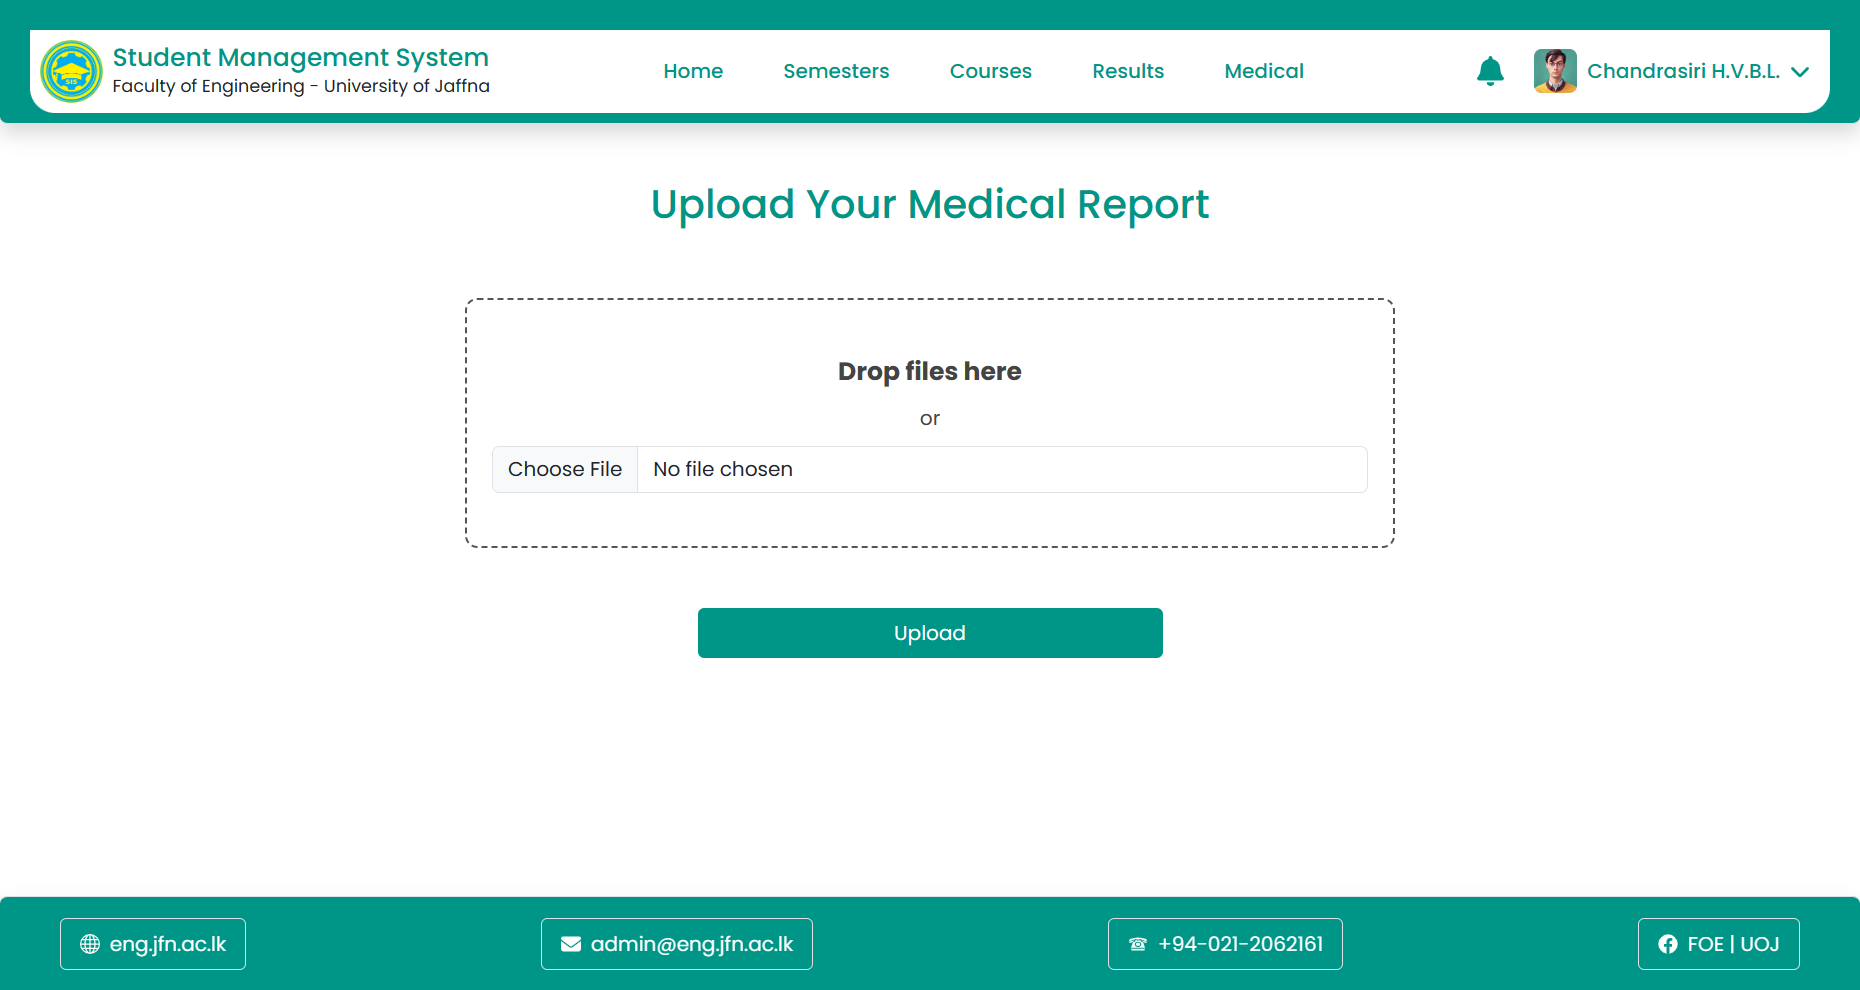 Student Management System
Faculty of Engineering - University of Jaffna
SIS
Home
Semesters
Courses
Results
Medical
Chandrasiri H.V.B.L.
Upload Your Medical Report
Drop files here
or
Choose File
No file chosen
Upload
eng.jfn.ac.lk
admin@eng.jfn.ac.lk
+94-021-2062161
FOE | UOJ